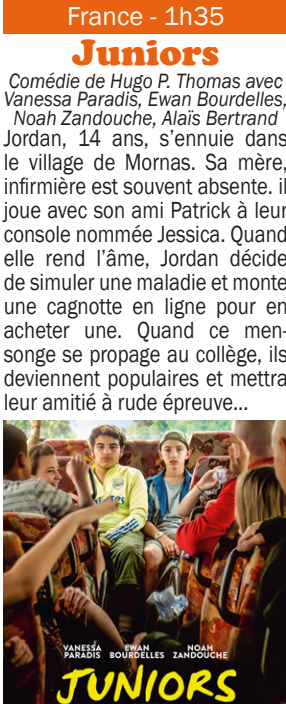 France - 1h35
Juniors
Comédie de Hugo P. Thomas avec
Vanessa Paradis, Ewan Bourdelles,
Noah Zandouche, Alaïs Bertrand
Jordan, 14 ans, s’ennuie dans
le village de Mornas. Sa mère,
infirmière est souvent absente. il
joue avec son ami Patrick à leur
console nommée Jessica. Quand
elle rend l’âme, Jordan décide
de simuler une maladie et monte
une cagnotte en ligne pour en
acheter une. Quand ce men-
songe se propage au collège, ils
deviennent populaires et mettra
leur amitié à rude épreuve...
VANESSA PARADIS EWAN BOURDELLES NOAH ZANDOUCHE
JUNIORS